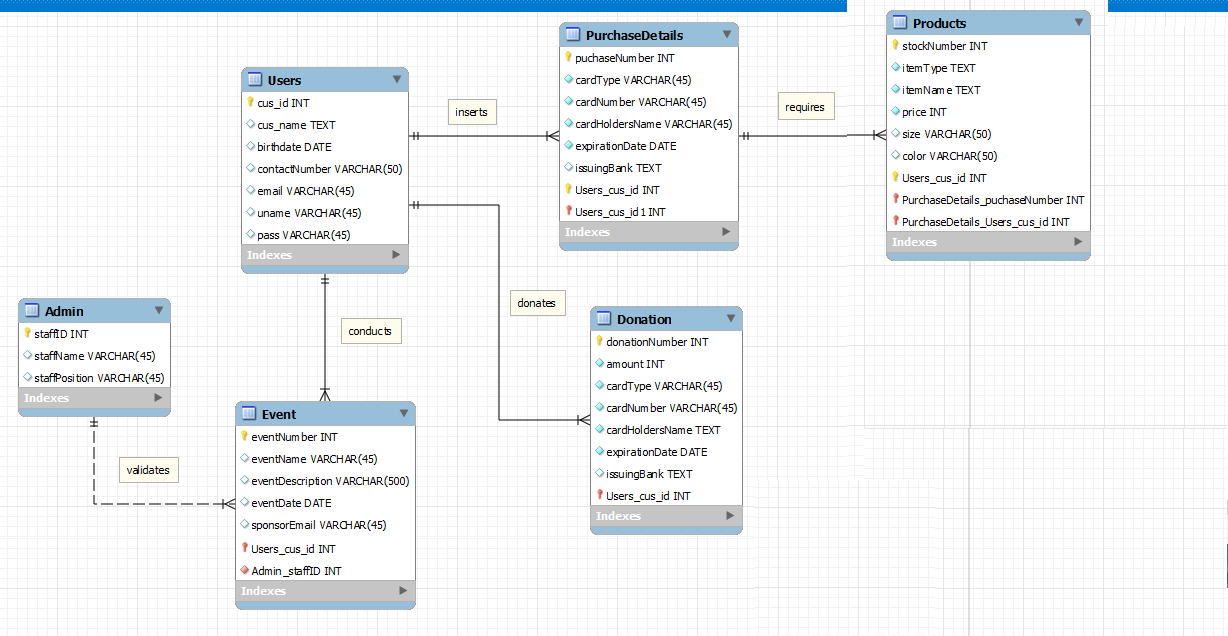 Users
cus_id INT
cus_name TEXT
birthdate DATE
contactNumber VARCHAR(50)
email VARCHAR(45)
uname VARCHAR(45)
pass VARCHAR(45)
Indexes
inserts
PurchaseDetails
puchaseNumber INT
cardType VARCHAR(45)
cardNumber VARCHAR(45)
cardHoldersName VARCHAR(45)
expirationDate DATE
issuingBank TEXT
Users_cus_id INT
Users_cus_id1 INT
Indexes
requires
Products
stockNumber INT
itemType TEXT
itemName TEXT
price INT
size VARCHAR(50)
color VARCHAR(50)
Users_cus_id INT
PurchaseDetails_puchaseNumber INT
PurchaseDetails_Users_cus_id INT
Indexes
Admin
staffID INT
staffName VARCHAR(45)
staffPosition VARCHAR(45)
Indexes
validates
conducts
Event
eventNumber INT
eventName VARCHAR(45)
eventDescription VARCHAR(500)
eventDate DATE
sponsorEmail VARCHAR(45)
Users_cus_id INT
Admin_staffID INT
Indexes
donates
Donation
donationNumber INT
amount INT
cardType VARCHAR(45)
cardNumber VARCHAR(45)
cardHoldersName TEXT
expirationDate DATE
issuingBank TEXT
Users_cus_id INT
Indexes